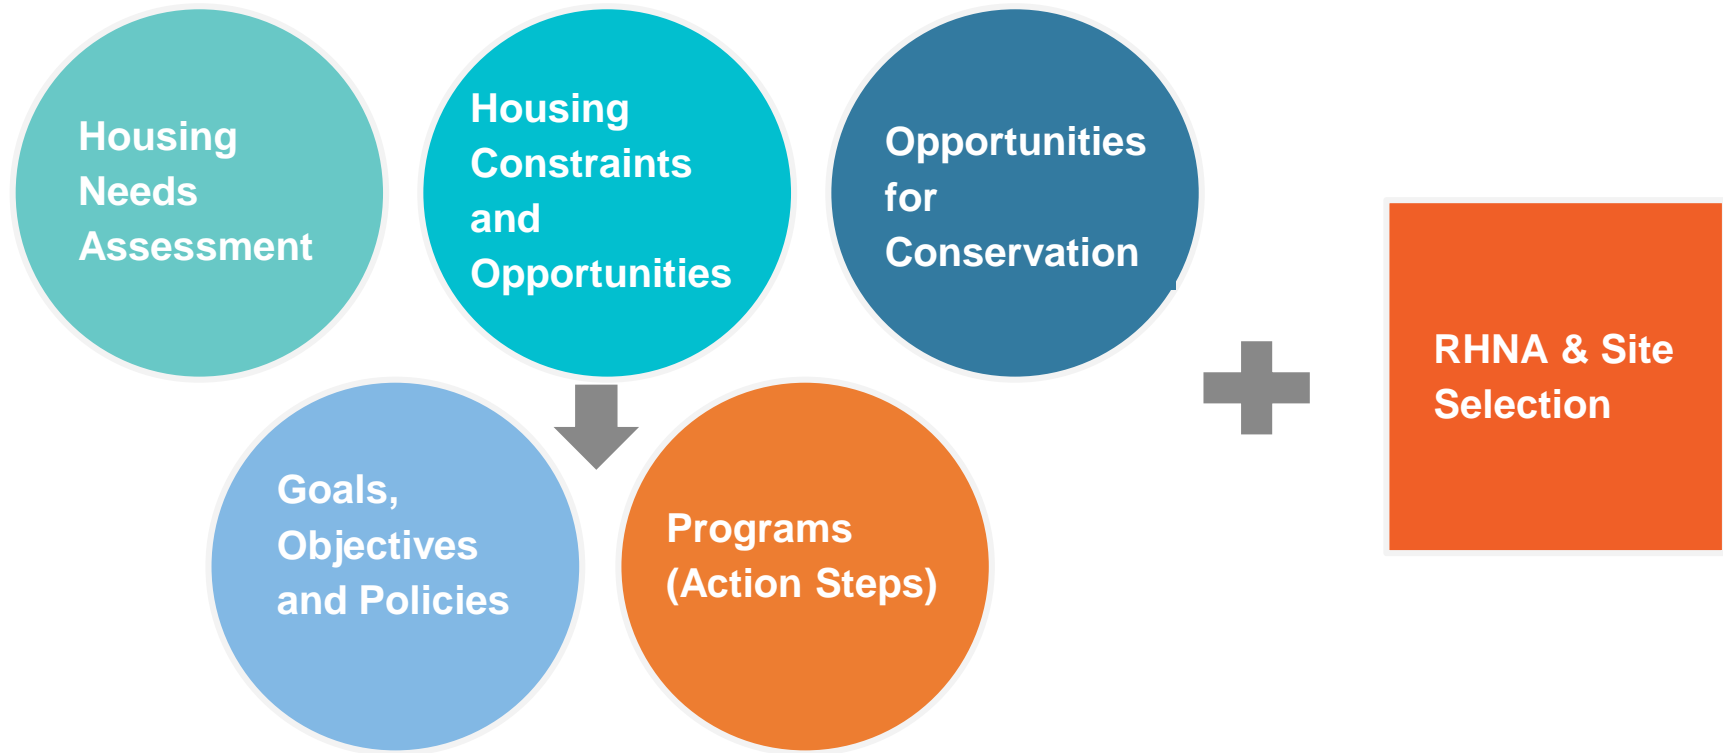 Housing
Needs
Assessment
Housing
Constraints
and
Opportunities
Opportunities
for
Conservation
RHNA & Site
Selection
Goals,
Objectives
and Policies
Programs
(Action Steps)